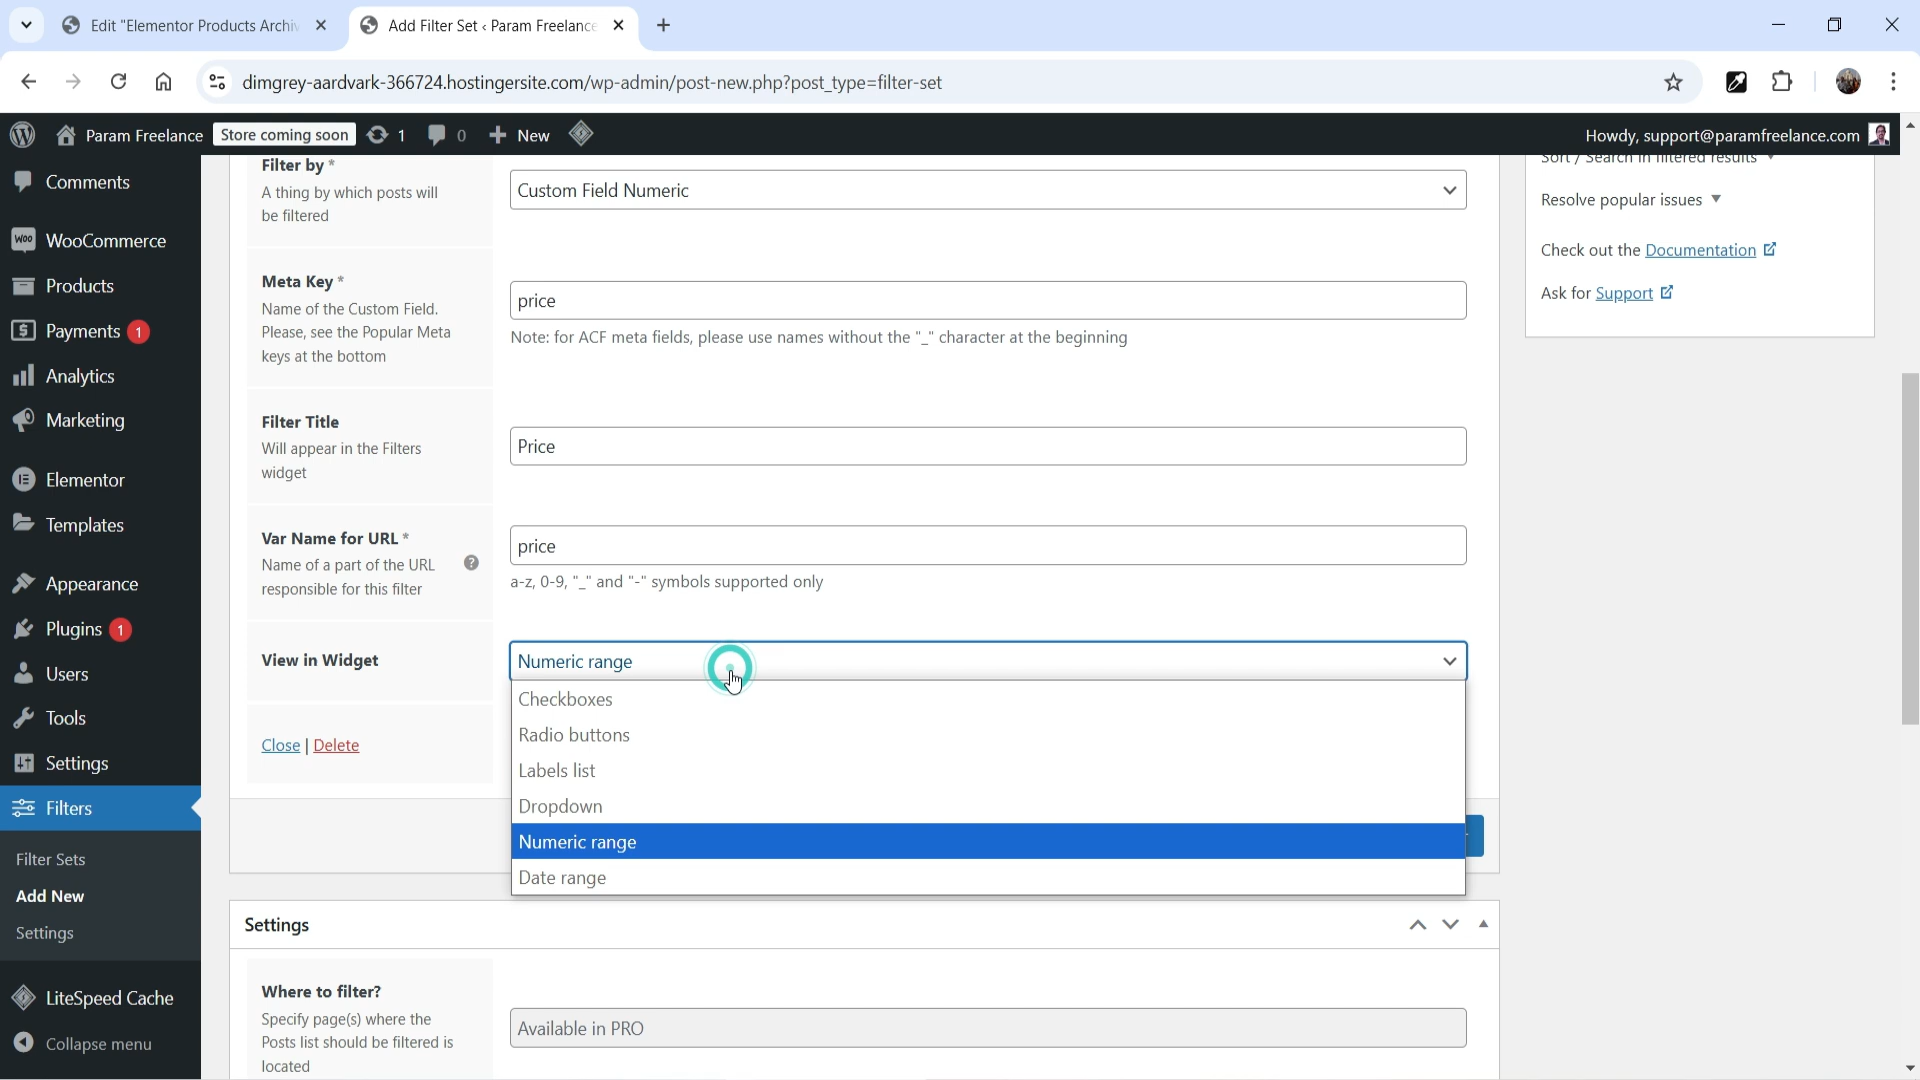 Edit "Elementor Products Archiv
Add Filter Set ‹ Param Freelance
dimgrey-aardvark-366724.hostingersite.com/wp-admin/post-new.php?post_type=filter-set
Param Freelance
Store coming soon
1
0
New
Howdy, support@paramfreelance.com
Comments
WooCommerce
Products
Payments 1
Analytics
Marketing
Elementor
Templates
Appearance
Plugins 1
Users
Tools
Settings
Filters
Filter Sets
Add New
Settings
LiteSpeed Cache
Collapse menu
Filter by *
A thing by which posts will
be filtered
Custom Field Numeric
Meta Key *
Name of the Custom Field.
Please, see the Popular Meta
keys at the bottom
price
Note: for ACF meta fields, please use names without the "_" character at the beginning
Filter Title
Will appear in the Filters
widget
Price
Var Name for URL *
Name of a part of the URL
responsible for this filter
price
a-z, 0-9, "_" and "-" symbols supported only
View in Widget
Numeric range
Checkboxes
Radio buttons
Labels list
Dropdown
Numeric range
Date range
Close | Delete
Settings
Where to filter?
Specify page(s) where the
Posts list should be filtered is
located
Available in PRO
Sort / Search in filtered results
Resolve popular issues
Check out the Documentation
Ask for Support